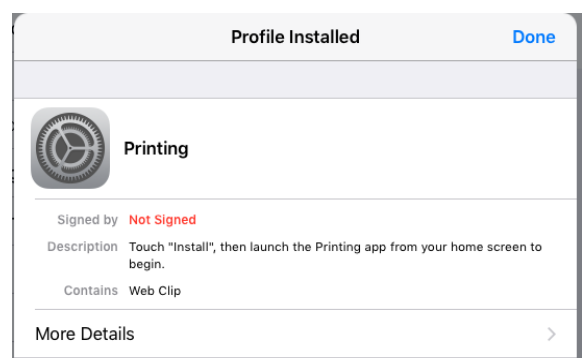 Profile Installed
Done
Printing
Signed by Not Signed
Description Touch "Install", then launch the Printing app from your home screen to
begin.
Contains Web Clip
More Details